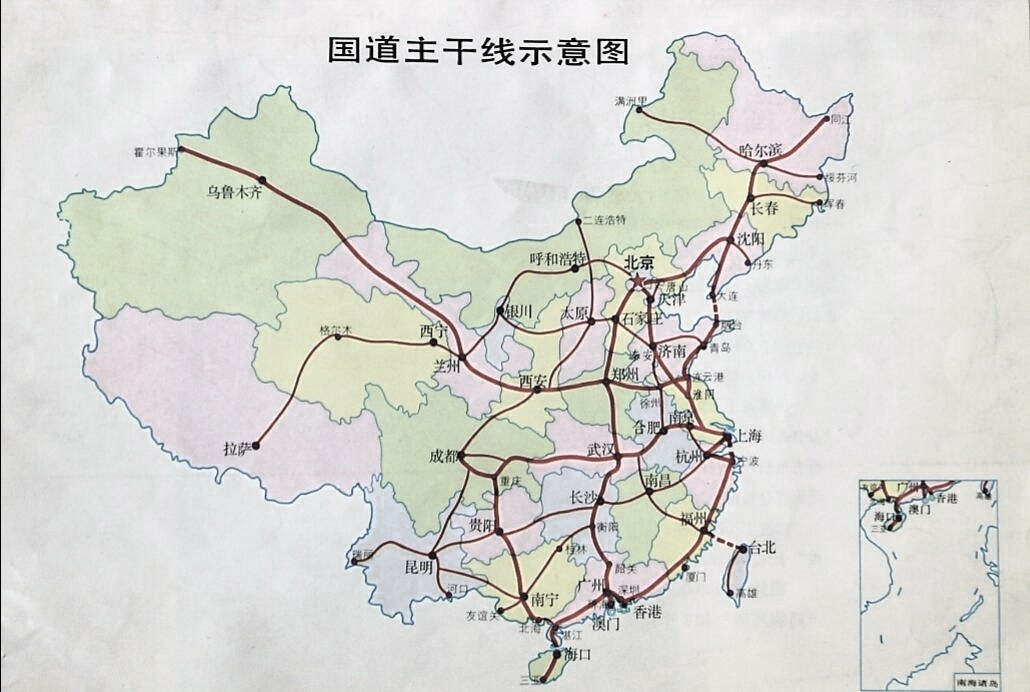 国道主干线示意图
满洲里
同江
哈尔滨
霍尔果斯
绥芬河
乌鲁木齐
长春
珲春
二连浩特
沈阳
呼和浩特
北京
丹东
唐山
天津
大连
银川
太原
石家庄
烟台
格尔木
西宁
泰安
济南
青岛
兰州
郑州
西安
连云港
淮阴
徐州
南京
合肥
上海
拉萨
成都
武汉
杭州
宁波
重庆
南昌
长沙
贵阳
衡阳
福州
瑞丽
昆明
桂林
台北
韶关
厦门
河口
广州
深圳
高雄
南宁
珠海
香港
友谊关
北海
澳门
湛江
海口
三亚
广州
香港
海口
澳门
三亚
南海诸岛